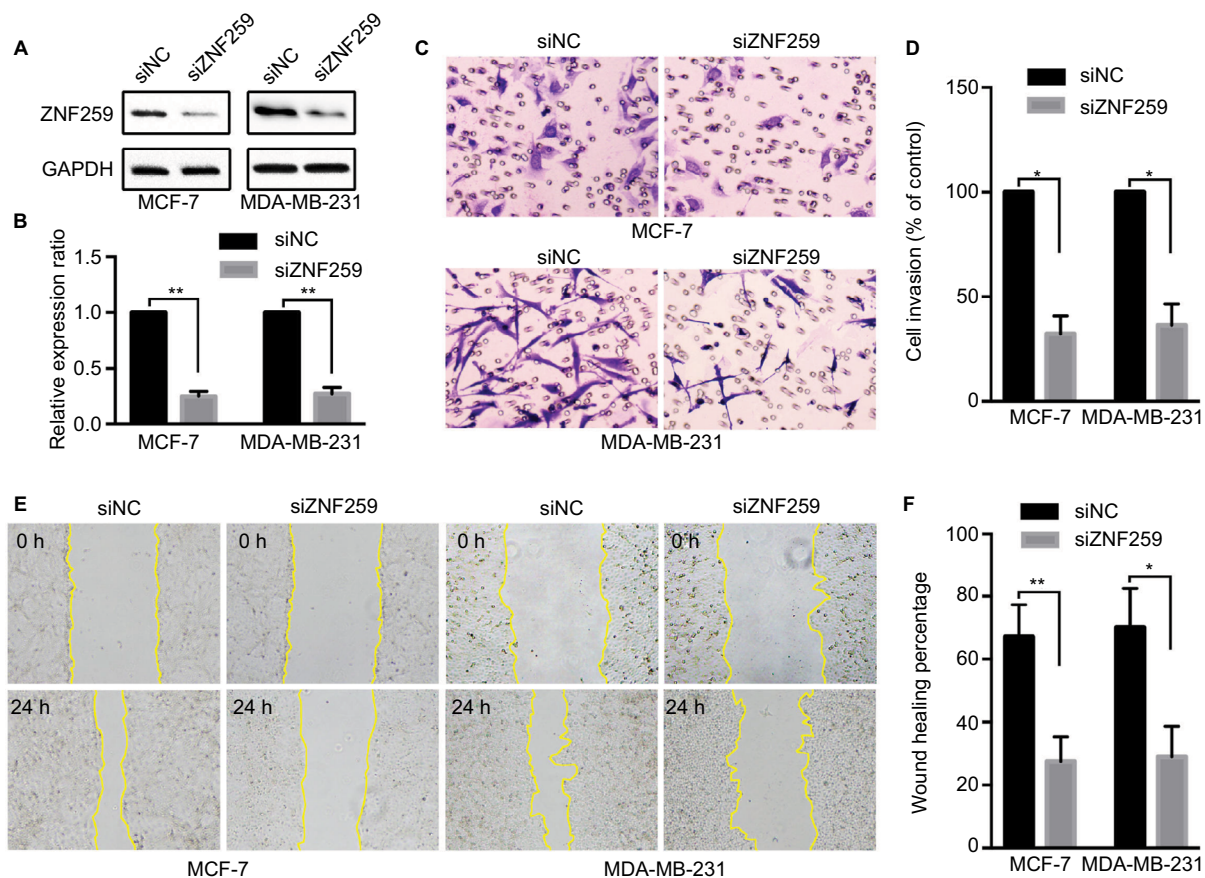 A
siNC siZNF259 siNC siZNF259
ZNF259
GAPDH
MCF-7 MDA-MB-231
B
siNC
siZNF259
Relative expression ratio
1.5
1.0
0.5
0.0
** **
MCF-7 MDA-MB-231
C
siNC siZNF259
MCF-7
siNC siZNF259
MDA-MB-231
D
siNC
siZNF259
Cell invasion (% of control)
150
100
50
0
* *
MCF-7 MDA-MB-231
E
siNC siZNF259 siNC siZNF259
0 h 0 h 0 h 0 h
24 h 24 h 24 h 24 h
MCF-7 MDA-MB-231
F
siNC
siZNF259
Wound healing percentage
100
80
60
40
20
0
** *
MCF-7 MDA-MB-231